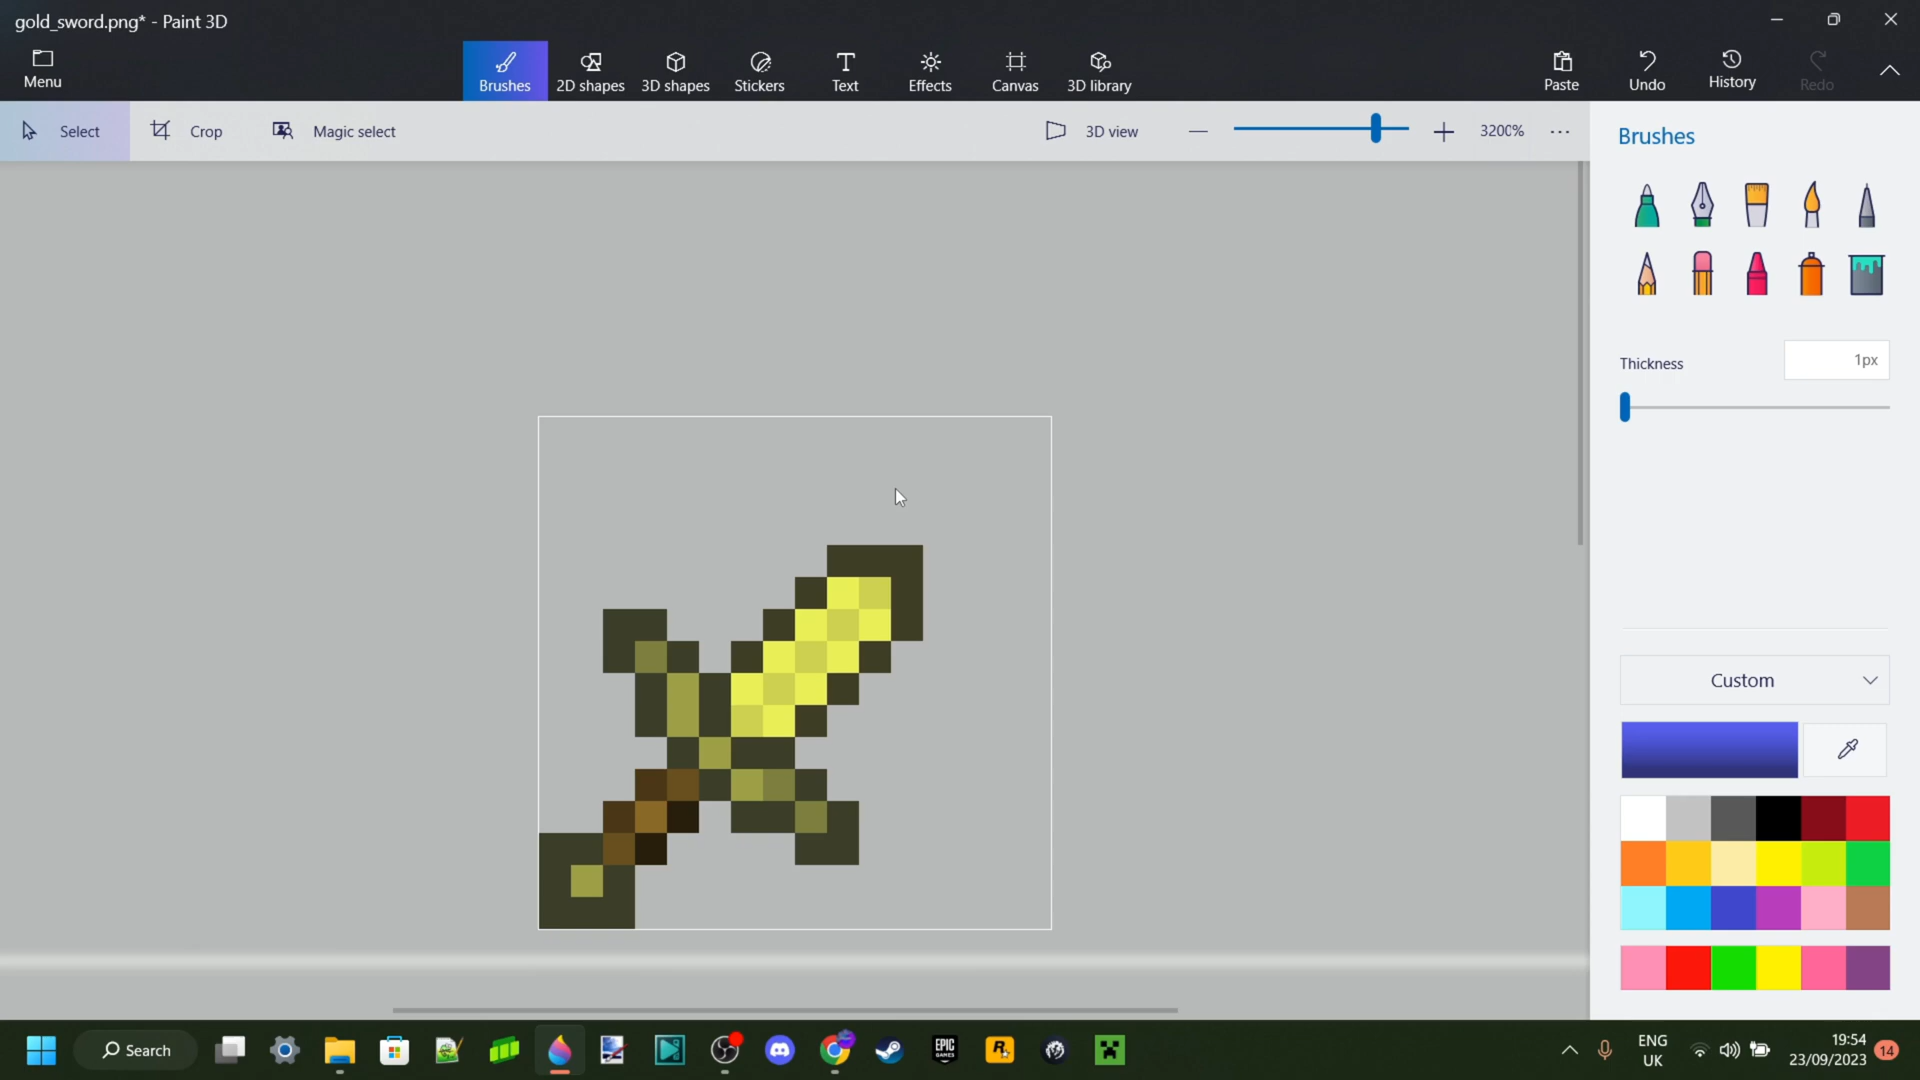 gold_sword.png* - Paint 3D
Menu
Brushes
2D shapes
3D shapes
Stickers
Text
Effects
Canvas
3D library
Paste
Undo
History
Redo
Select
Crop
Magic select
3D view
3200%
Brushes
Thickness
1px
Custom
Search
EPIC GAMES
R
ENG
UK
19:54
23/09/2023
14